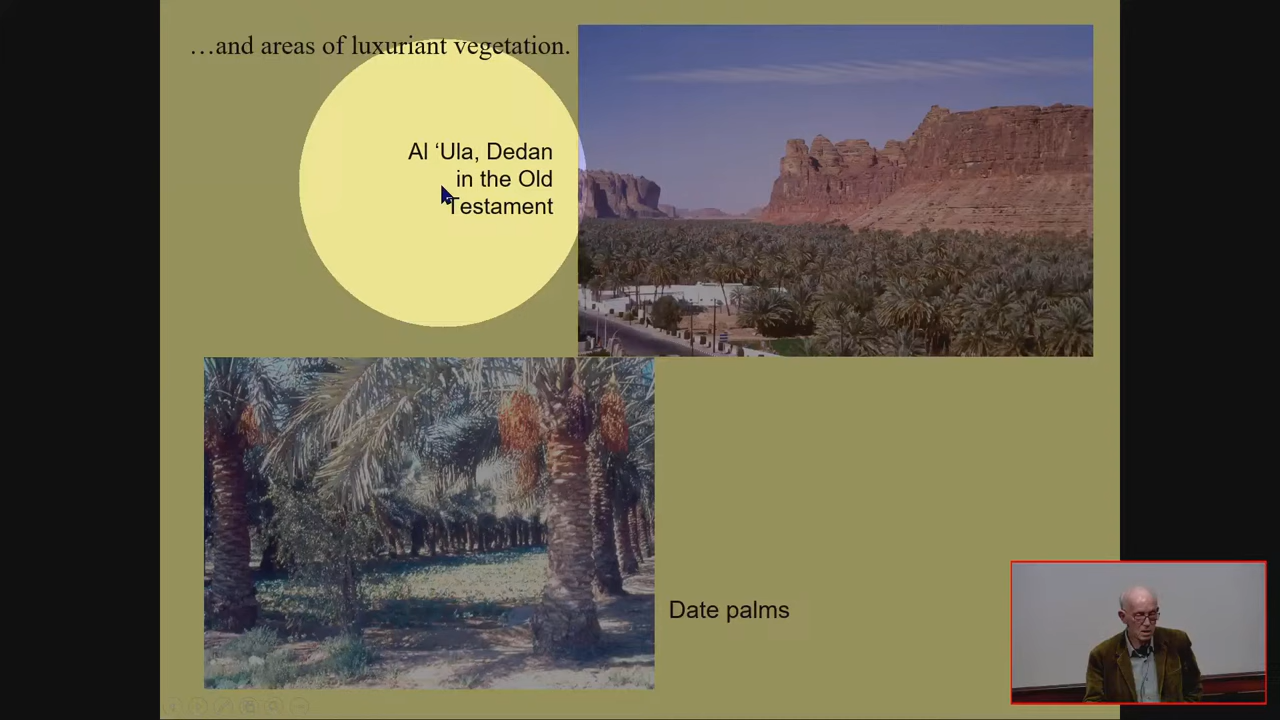 …and areas of luxuriant vegetation.
Al ‘Ula, Dedan
in the Old
Testament
Date palms